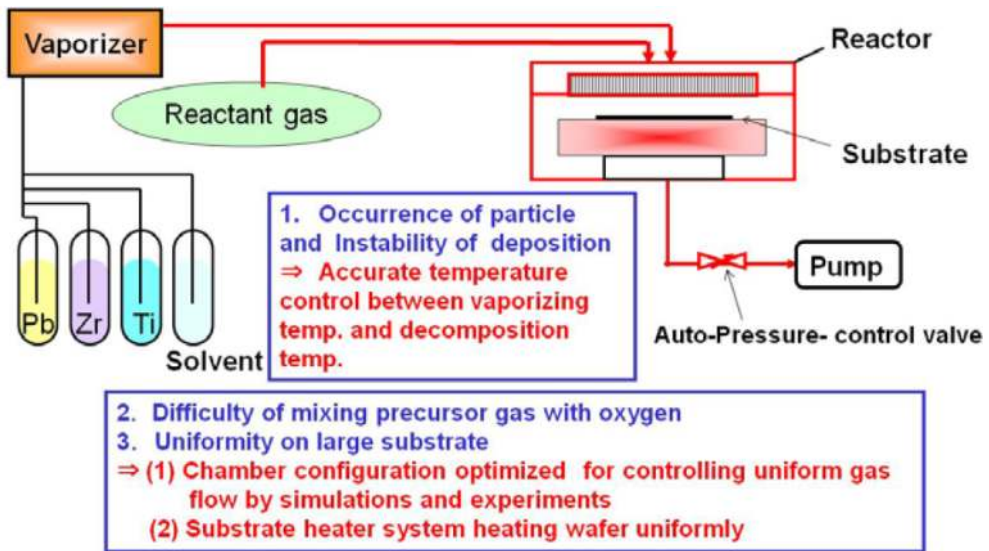 Vaporizer
Reactor
Reactant gas
Substrate
1. Occurrence of particle
and Instability of deposition
⇒ Accurate temperature
control between vaporizing
temp. and decomposition
temp.
Pump
Pb
Zr
Ti
Solvent
Auto-Pressure- control valve
2. Difficulty of mixing precursor gas with oxygen
3. Uniformity on large substrate
⇒ (1) Chamber configuration optimized for controlling uniform gas
flow by simulations and experiments
(2) Substrate heater system heating wafer uniformly